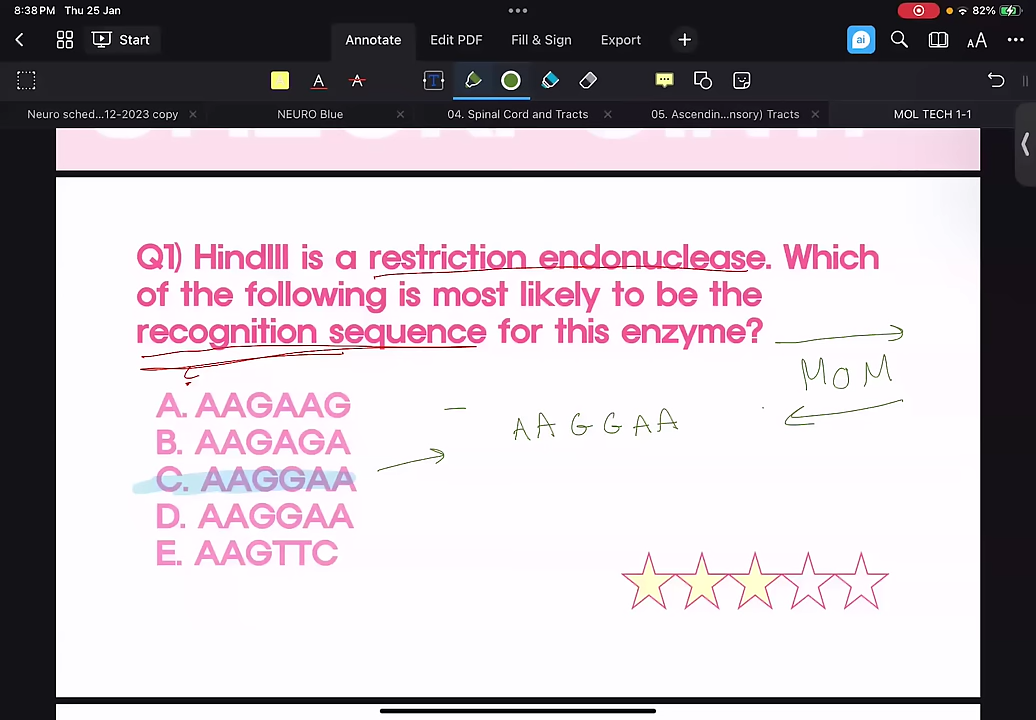 8:38 PM Thu 25 Jan
82%
Start
Annotate
Edit PDF
Fill & Sign
Export
ai
AA
T
A
A
Neuro sched...12-2023 copy
NEURO Blue
04. Spinal Cord and Tracts
05. Ascendin...nsory) Tracts
MOL TECH 1-1
Q1) HindIII is a restriction endonuclease. Which
of the following is most likely to be the
recognition sequence for this enzyme?
MOM
A. AAGAAG
AAGGAA
B. AAGAGA
C. AAGGAA
D. AAGGAA
E. AAGTTC